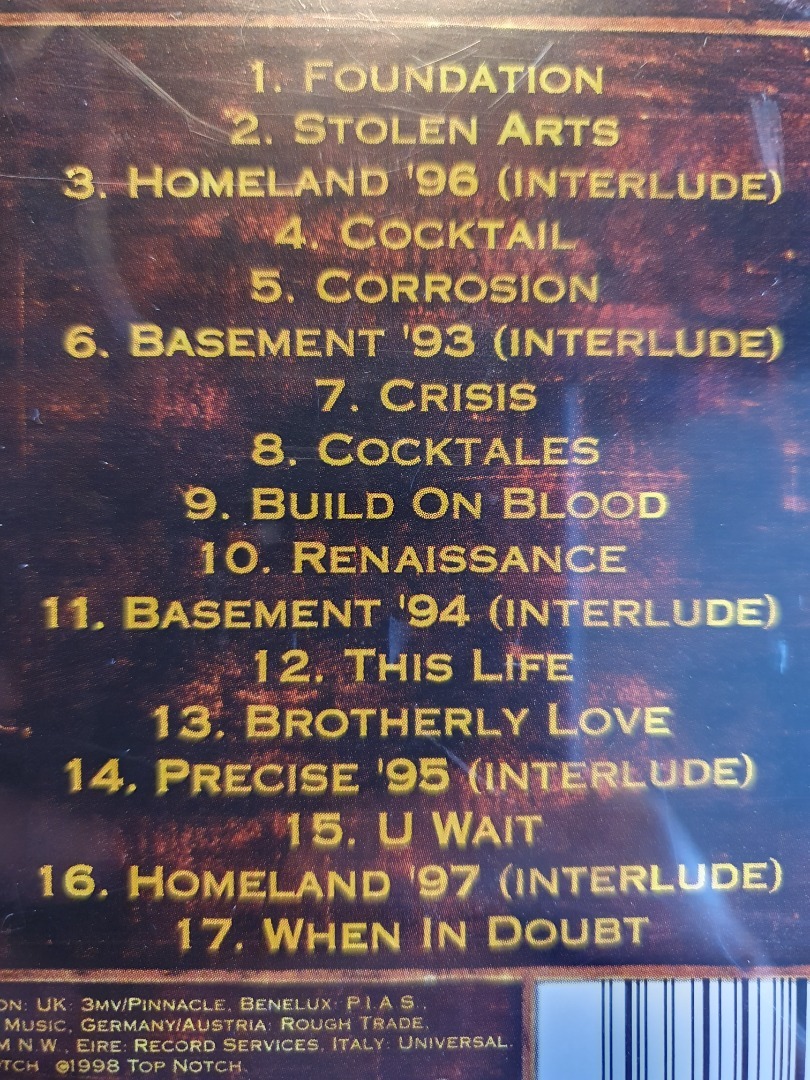 1. FOUNDATION
2. STOLEN ARTS
3. HOMELAND '96 (INTERLUDE)
4. COCKTAIL
5. CORROSION
6. BASEMENT '93 (INTERLUDE)
7. CRISIS
8. COCKTALES
9. BUILD ON BLOOD
10. RENAISSANCE
11. BASEMENT '94 (INTERLUDE)
12. THIS LIFE
13. BROTHERLY LOVE
14. PRECISE '95 (INTERLUDE)
15. U WAIT
16. HOMELAND '97 (INTERLUDE)
17. WHEN IN DOUBT
UK: 3MV/PINNACLE, BENELUX: P.I.A.S.,
MUSIC, GERMANY/AUSTRIA: ROUGH TRADE,
N.W., EIRE: RECORD SERVICES, ITALY: UNIVERSAL.
©1998 TOP NOTCH.